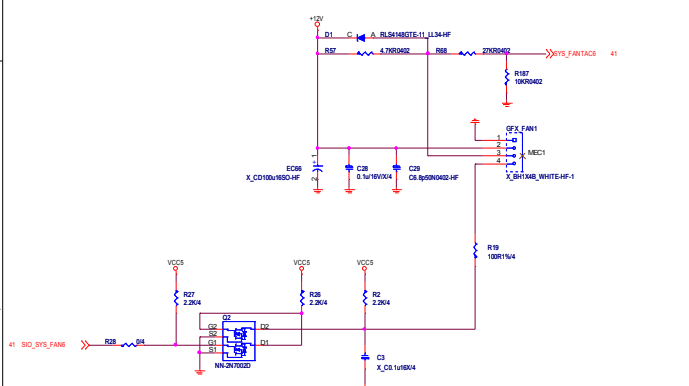 +12V
D1 C A RLS4148GTE-11_LL34-HF
R57 4.7KR0402 R68 27KR0402 SYS_FANTAC6 41
R187
10KR0402
GFX_FAN1
1
2
3
4
MEC1
X_BH1X4B_WHITE-HF-1
EC66
1
2
X_CD100u16SO-HF
C28
0.1u/16V/X/4
C29
C6.8p50N0402-HF
R19
100R1%/4
VCC5 VCC5 VCC5
R27
2.2K/4
R26
2.2K/4
R2
2.2K/4
Q2
G2 D2
S2
G1 D1
S1
NN-2N7002D
41 SIO_SYS_FAN6 R28 0/4
C3
X_C0.1u16X/4